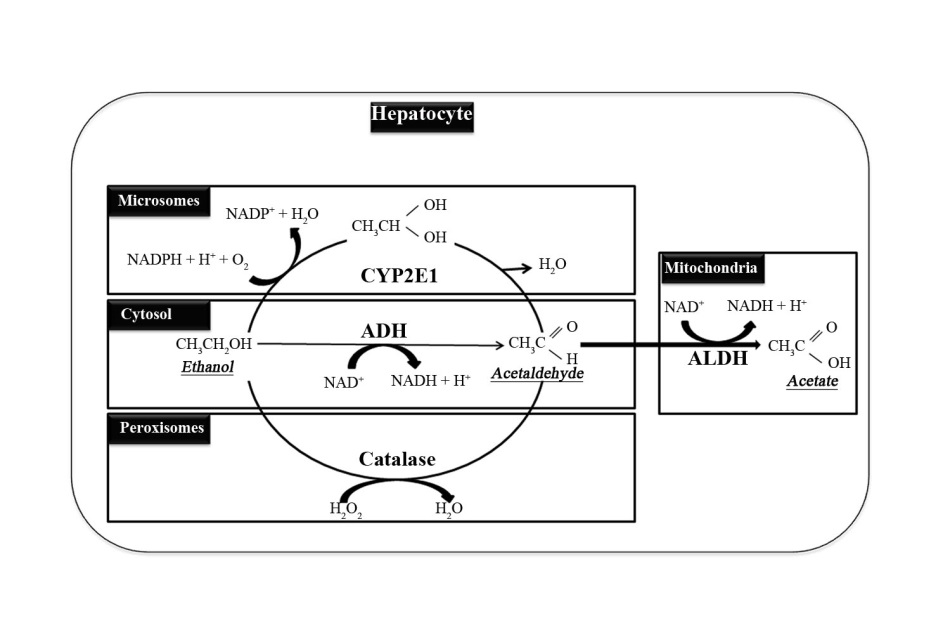 Hepatocyte
Microsomes
NADP⁺ + H₂O
NADPH + H⁺ + O₂
CH₃CH
OH
OH
CYP2E1
H₂O
Cytosol
CH₃CH₂OH
Ethanol
ADH
NAD⁺
NADH + H⁺
CH₃C
O
H
Acetaldehyde
Mitochondria
NAD⁺
NADH + H⁺
ALDH
CH₃C
O
OH
Acetate
Peroxisomes
Catalase
H₂O₂
H₂O